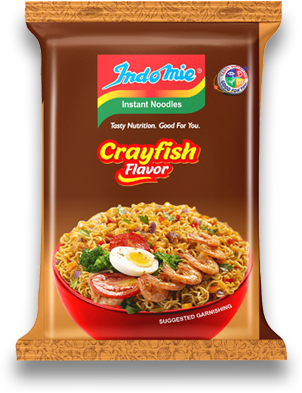 Indomie®
Instant Noodles
Tasty Nutrition. Good For You.
Crayfish
Flavor
SUGGESTED GARNISHING